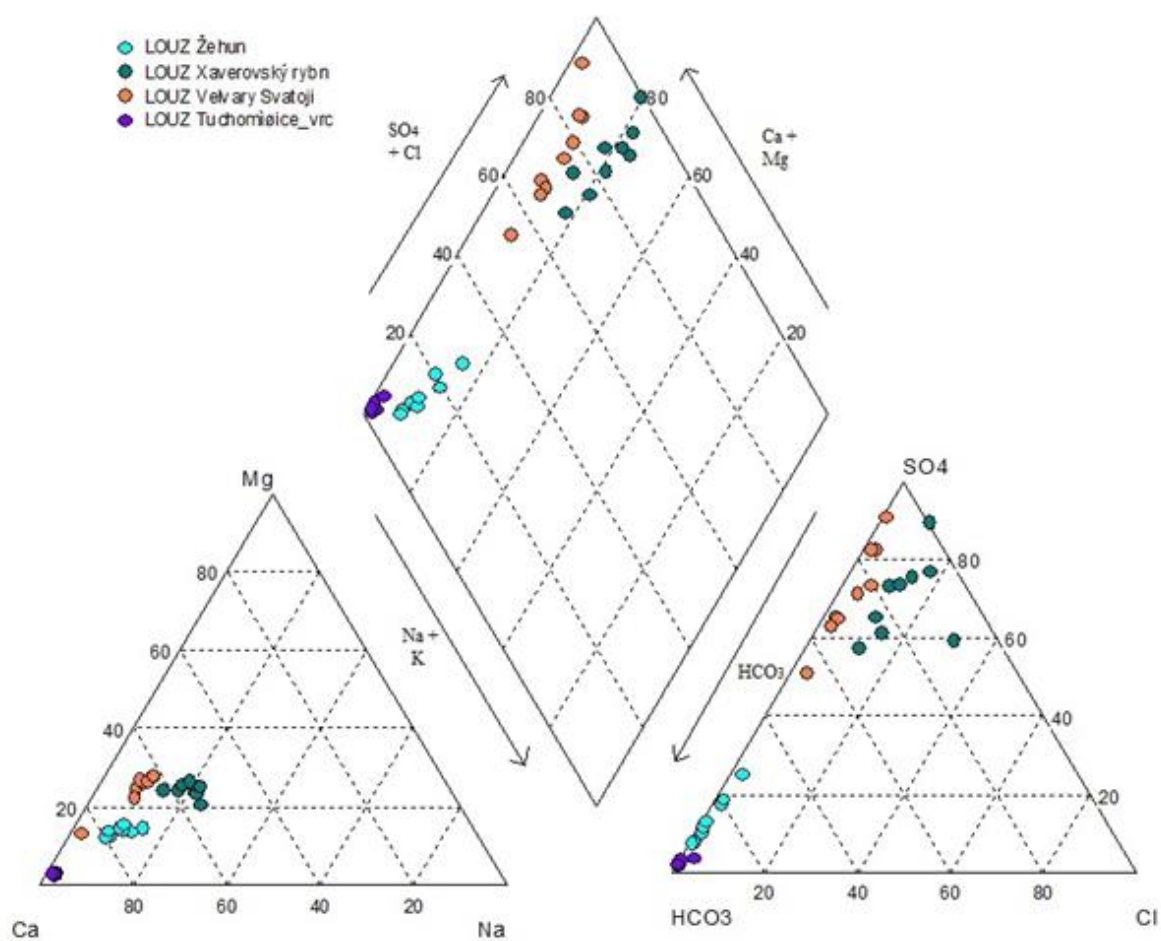 LOUZ Žehun
LOUZ Xaverovský rybn
LOUZ Velvary Svatoji
LOUZ Tuchomìøice_vrc
SO4
+ Cl
Ca +
Mg
80
80
60
60
40
40
20
20
Mg
80
60
40
20
Ca
80
60
40
20
Na
Na +
K
HCO3
SO4
80
60
40
20
HCO3
20
40
60
80
Cl